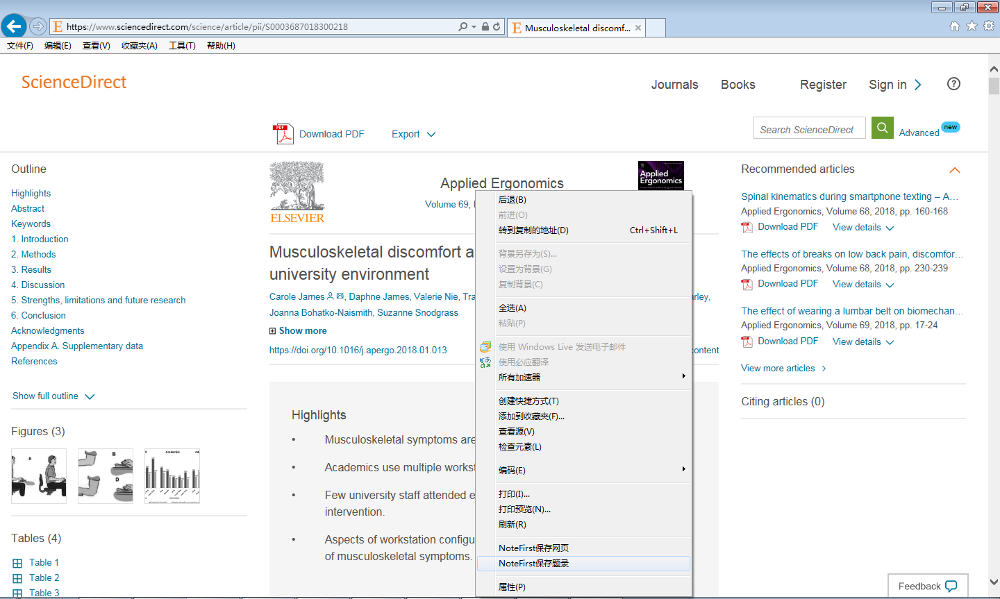 https://www.sciencedirect.com/science/article/pii/S0003687018300218
Musculoskeletal discomf...
文件(F) 编辑(E) 查看(V) 收藏夹(A) 工具(T) 帮助(H)
ScienceDirect
Journals Books Register Sign in
Download PDF Export
Search ScienceDirect
Advanced new
Outline
Highlights
Abstract
Keywords
1. Introduction
2. Methods
3. Results
4. Discussion
5. Strengths, limitations and future research
6. Conclusion
Acknowledgments
Appendix A. Supplementary data
References
Show full outline
Figures (3)
Academics
Tables (4)
Table 1
Table 2
Table 3
ELSEVIER
Applied Ergonomics
Volume 69,
Applied
Ergonomics
Musculoskeletal discomfort a
university environment
Carole James, Daphne James, Valerie Nie, Tra
arley,
Joanna Bohatko-Naismith, Suzanne Snodgrass
Show more
https://doi.org/10.1016/j.apergo.2018.01.013
content
Highlights
• Musculoskeletal symptoms are
• Academics use multiple workst
• Few university staff attended e
intervention.
• Aspects of workstation configu
of musculoskeletal symptoms.
后退(B)
前进(O)
转到复制的地址(D) Ctrl+Shift+L
背景另存为(S)...
设置为背景(G)
复制背景(C)
全选(A)
粘贴(P)
使用 Windows Live 发送电子邮件
使用必应翻译
所有加速器
创建快捷方式(T)
添加到收藏夹(F)...
查看源(V)
检查元素(L)
编码(E)
打印(I)...
打印预览(N)...
刷新(R)
NoteFirst保存网页
NoteFirst保存题录
属性(P)
Recommended articles
Spinal kinematics during smartphone texting – A...
Applied Ergonomics, Volume 68, 2018, pp. 160-168
Download PDF View details
The effects of breaks on low back pain, discomfor...
Applied Ergonomics, Volume 68, 2018, pp. 230-239
Download PDF View details
The effect of wearing a lumbar belt on biomechan...
Applied Ergonomics, Volume 69, 2018, pp. 17-24
Download PDF View details
View more articles
Citing articles (0)
Feedback